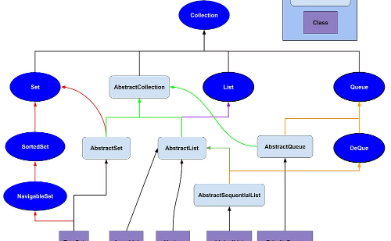 Collection
Class
Set
AbstractCollection
List
Queue
SortedSet
AbstractSet
AbstractList
AbstractQueue
DeQue
NavigableSet
AbstractSequentialList